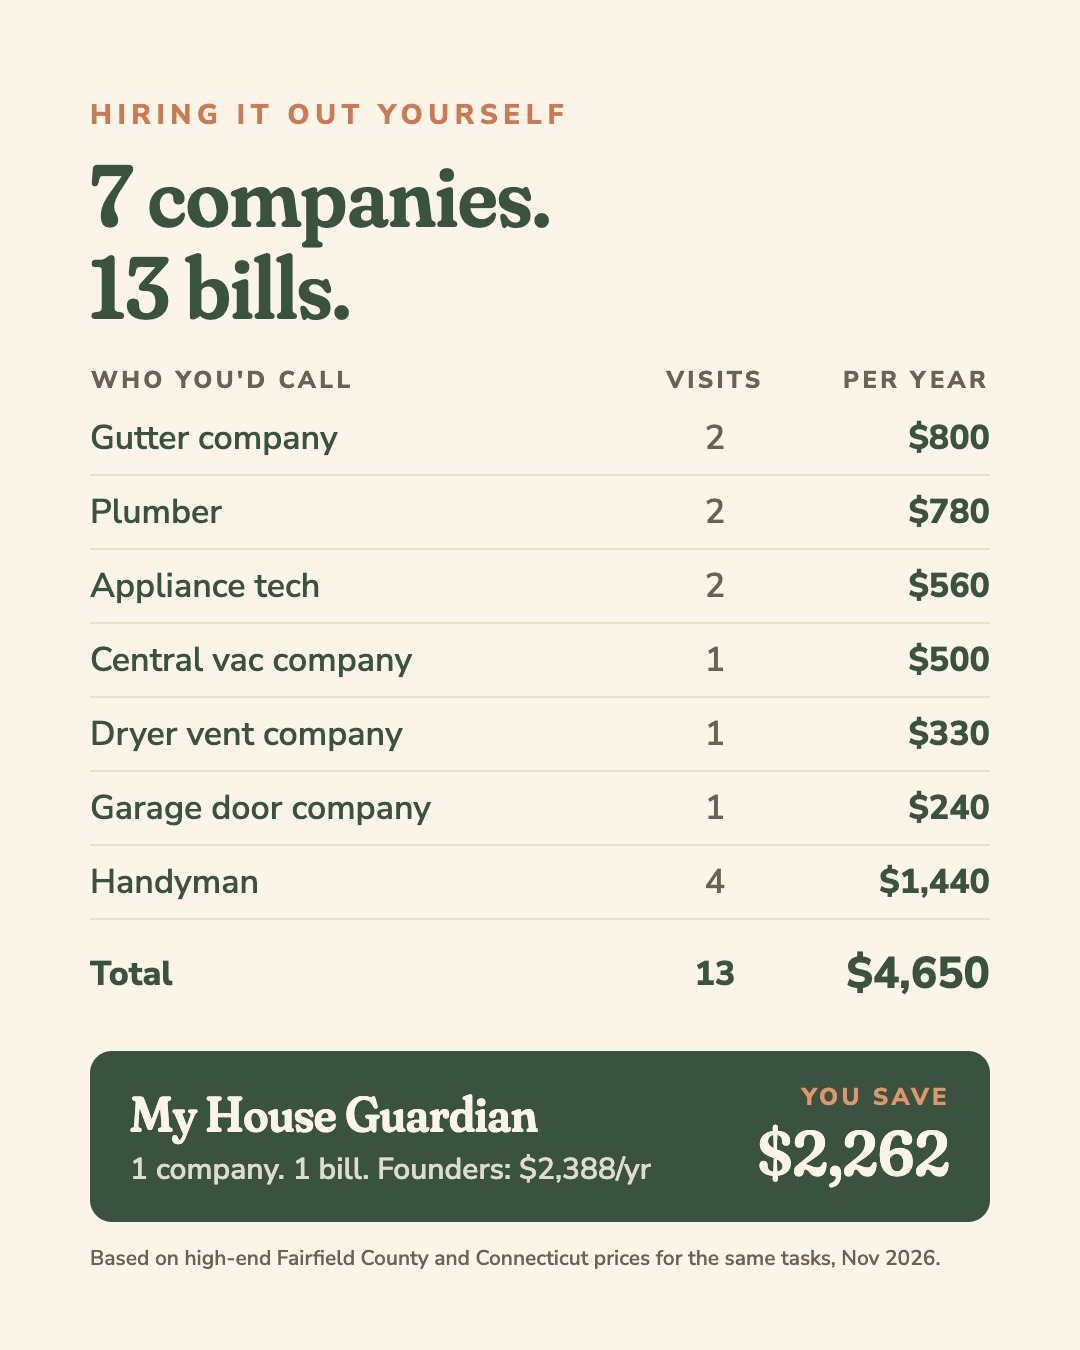 HIRING IT OUT YOURSELF
7 companies.
13 bills.
WHO YOU'D CALL VISITS PER YEAR
Gutter company 2 $800
Plumber 2 $780
Appliance tech 2 $560
Central vac company 1 $500
Dryer vent company 1 $330
Garage door company 1 $240
Handyman 4 $1,440
Total 13 $4,650
My House Guardian
1 company. 1 bill. Founders: $2,388/yr
YOU SAVE
$2,262
Based on high-end Fairfield County and Connecticut prices for the same tasks, Nov 2026.